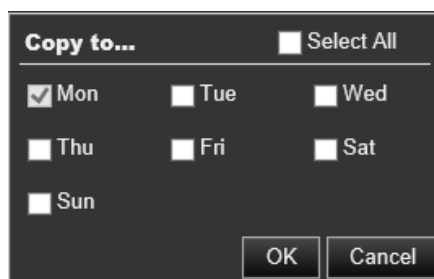 Copy to... Select All
Mon Tue Wed
Thu Fri Sat
Sun
OK Cancel